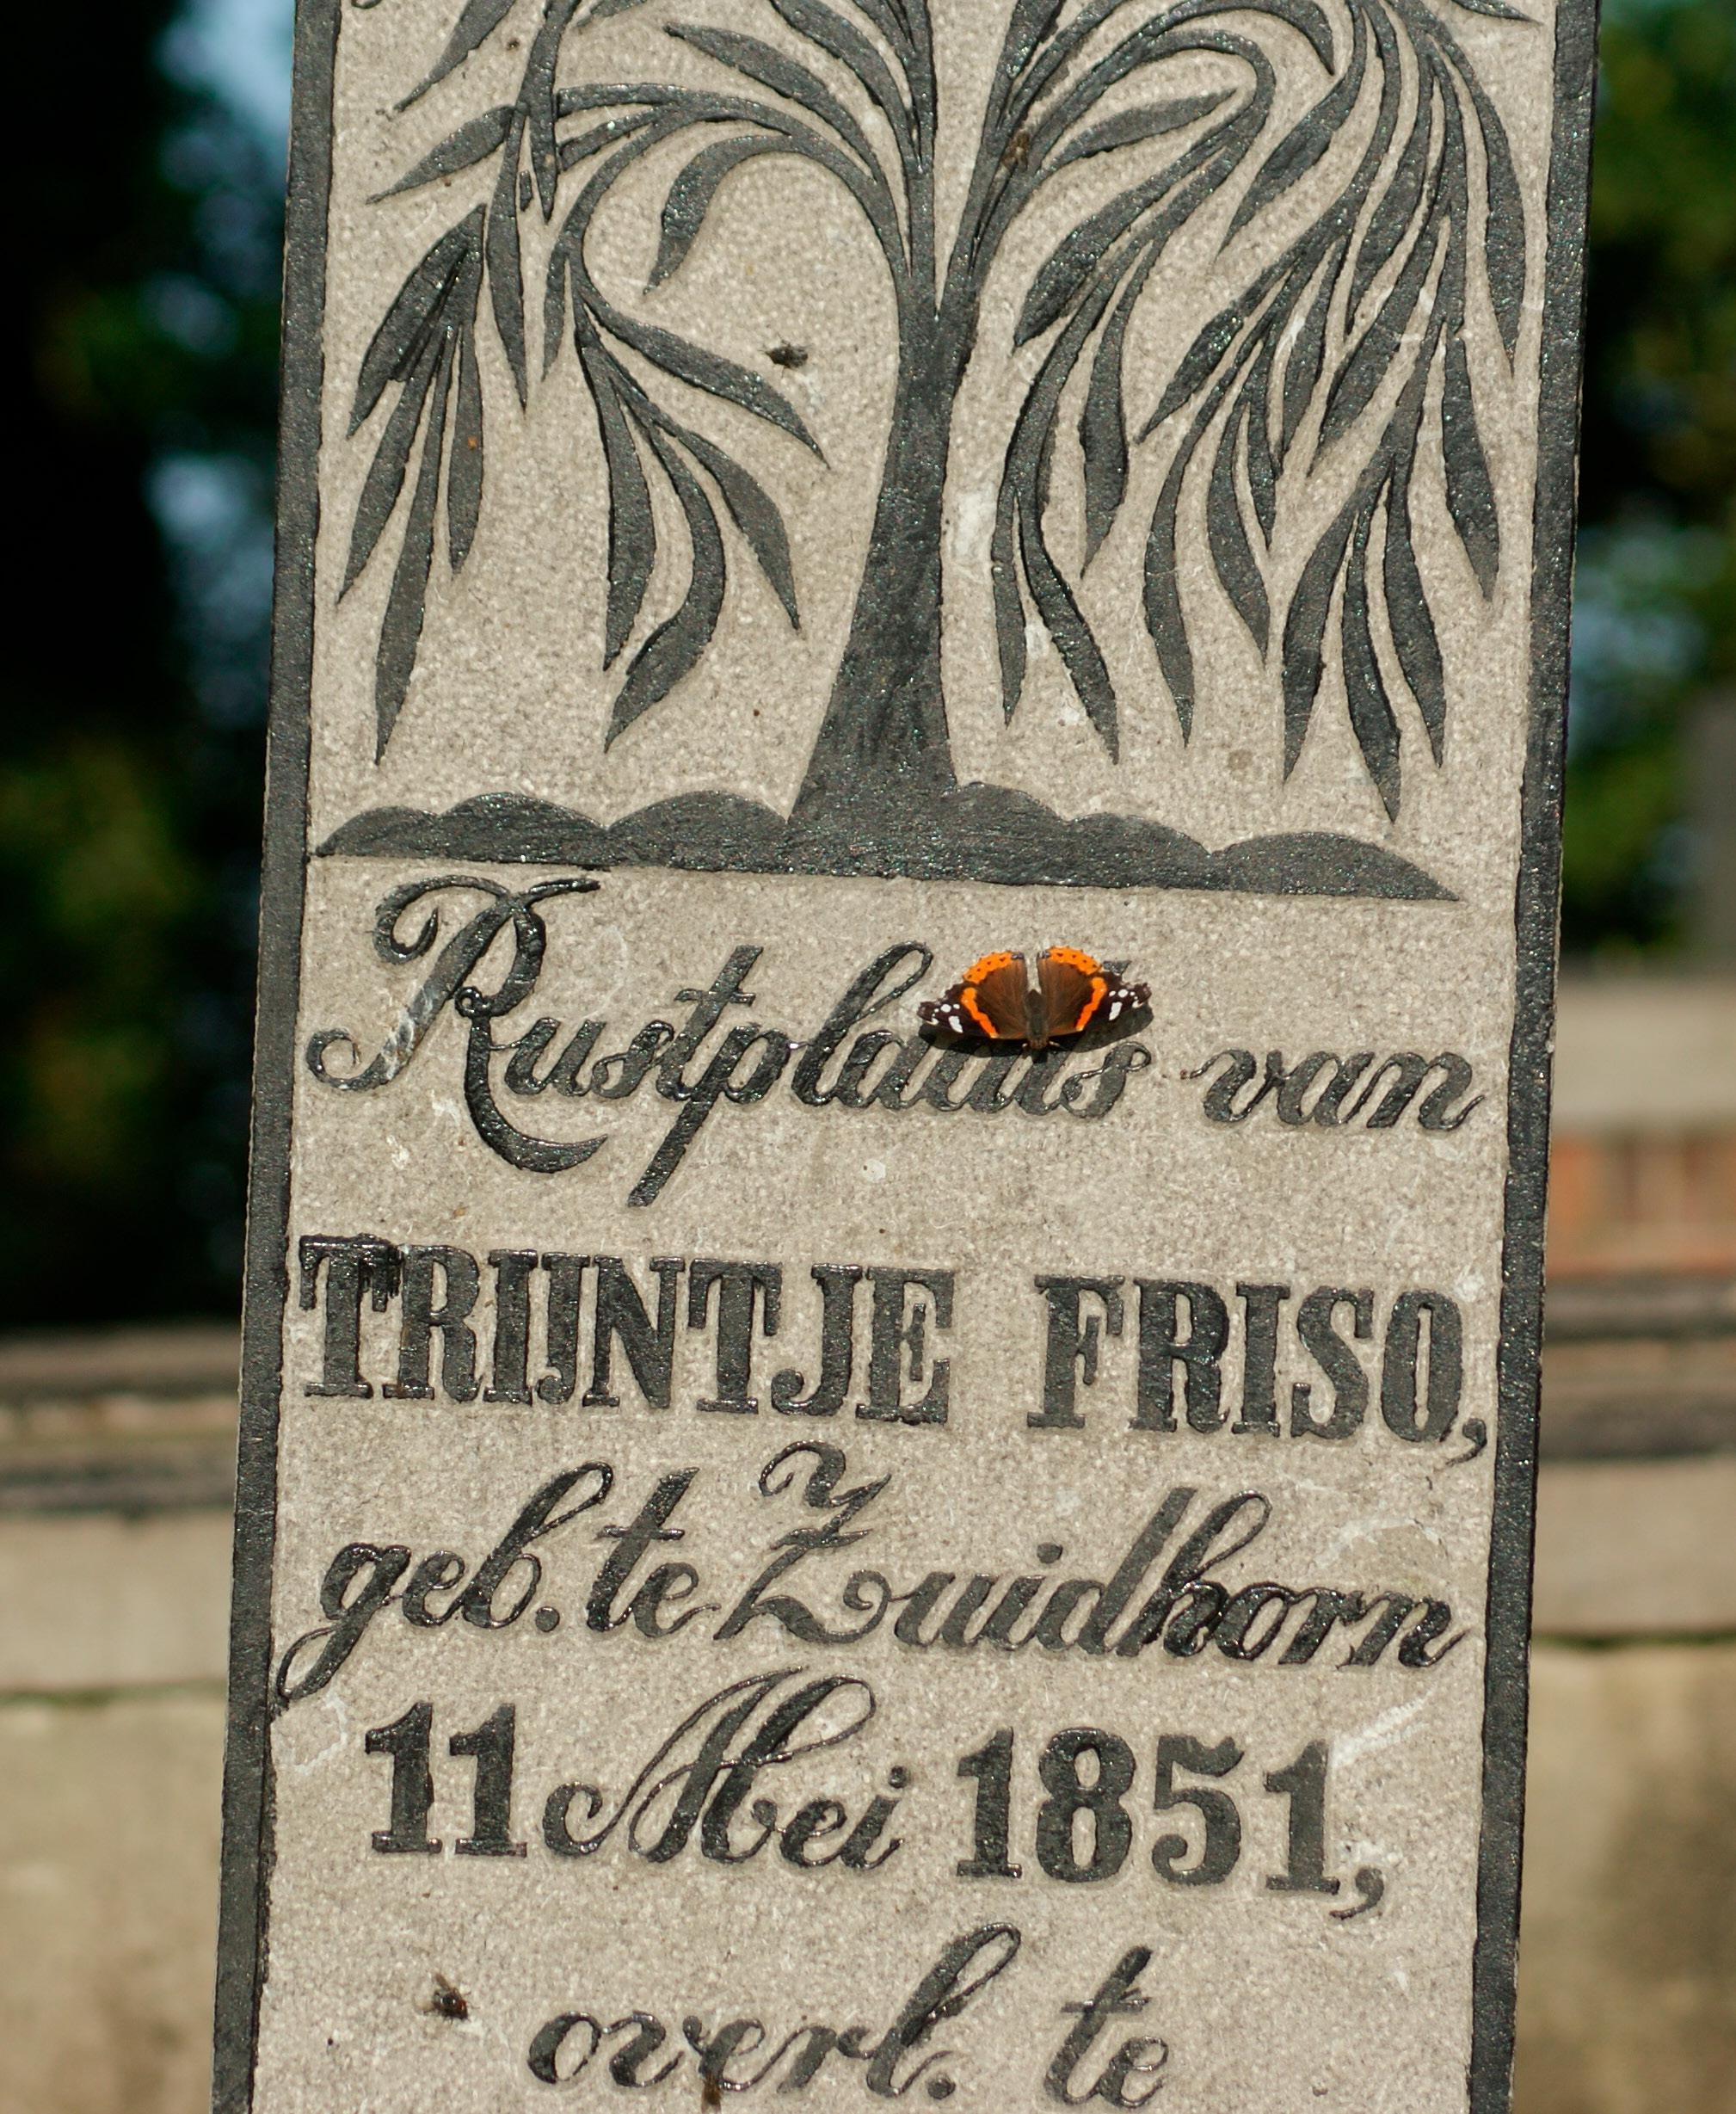 Rustplaats van
TRIJNTJE FRISO,
geb. te Zuidhorn
11 Mei 1851,
overl. te